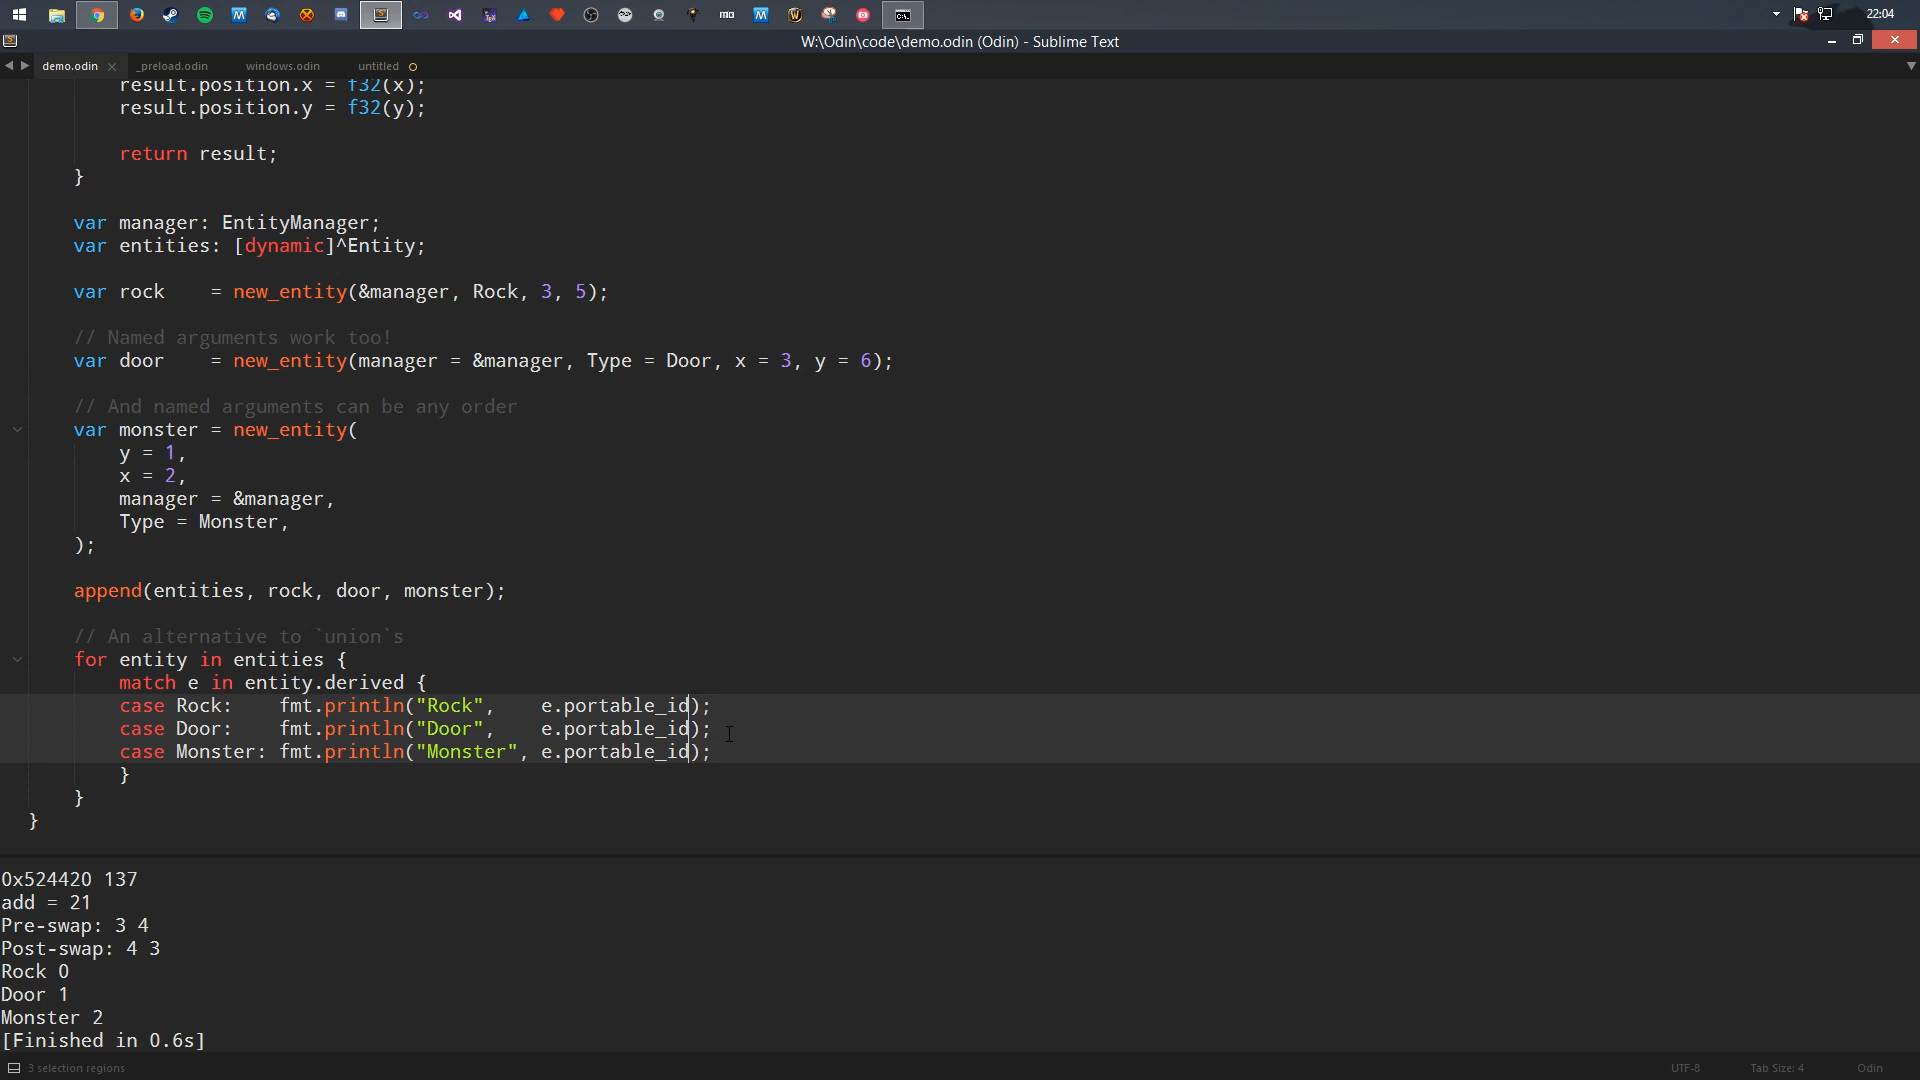 22:04
W:\Odin\code\demo.odin (Odin) - Sublime Text
demo.odin
_preload.odin
windows.odin
untitled
result.position.x = f32(x);
result.position.y = f32(y);
return result;
}
var manager: EntityManager;
var entities: [dynamic]^Entity;
var rock    = new_entity(&manager, Rock, 3, 5);
// Named arguments work too!
var door    = new_entity(manager = &manager, Type = Door, x = 3, y = 6);
// And named arguments can be any order
var monster = new_entity(
y = 1,
x = 2,
manager = &manager,
Type = Monster,
);
append(entities, rock, door, monster);
// An alternative to `union`s
for entity in entities {
match e in entity.derived {
case Rock:    fmt.println("Rock",    e.portable_id);
case Door:    fmt.println("Door",    e.portable_id);
case Monster: fmt.println("Monster", e.portable_id);
}
}
}
0x524420 137
add = 21
Pre-swap: 3 4
Post-swap: 4 3
Rock 0
Door 1
Monster 2
[Finished in 0.6s]
3 selection regions
UTF-8
Tab Size: 4
Odin